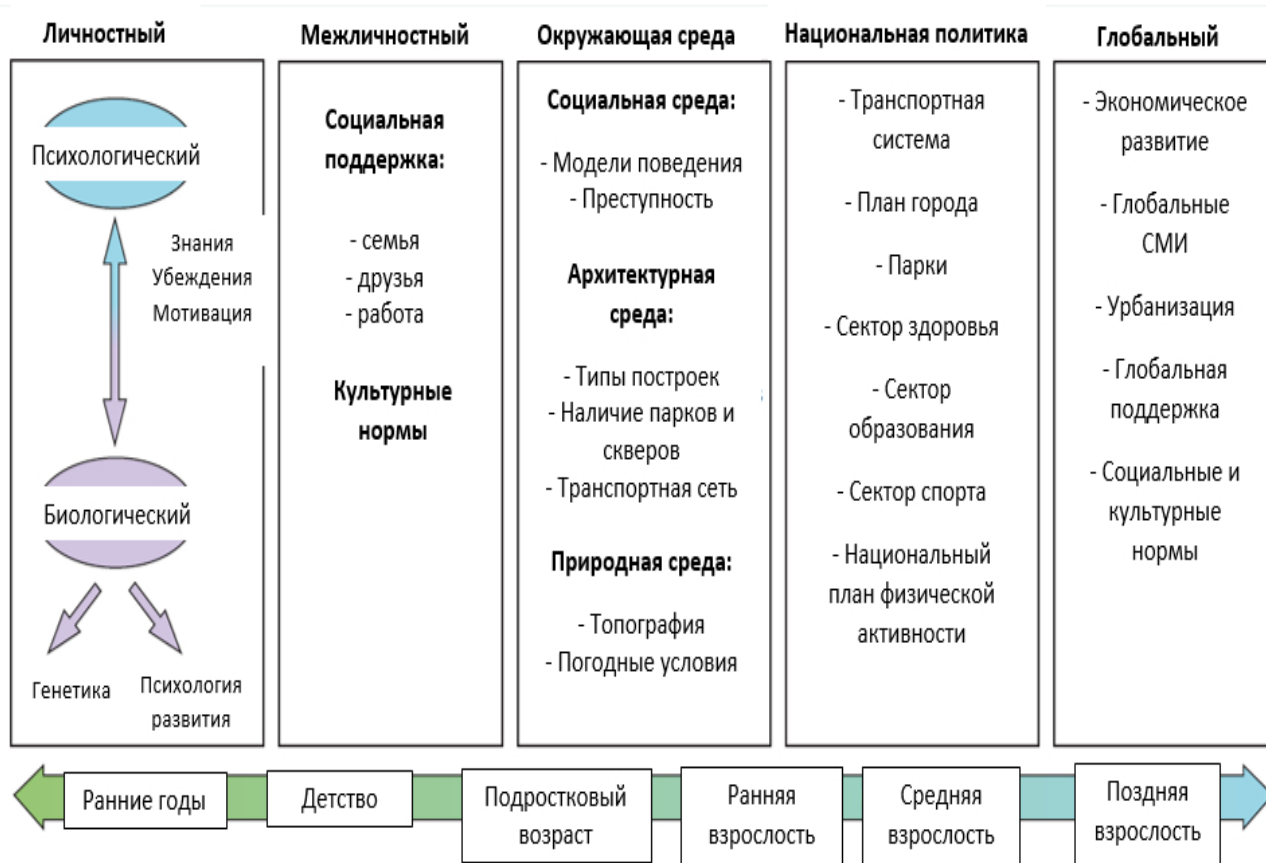 Личностный
Психологический
Знания
Убеждения
Мотивация
Биологический
Генетика
Психология
развития
Межличностный
Социальная
поддержка:
- семья
- друзья
- работа
Культурные
нормы
Окружающая среда
Социальная среда:
- Модели поведения
- Преступность
Архитектурная
среда:
- Типы построек
- Наличие парков и
скверов
- Транспортная сеть
Природная среда:
- Топография
- Погодные условия
Национальная политика
- Транспортная
система
- План города
- Парки
- Сектор здоровья
- Сектор
образования
- Сектор спорта
- Национальный
план физической
активности
Глобальный
- Экономическое
развитие
- Глобальные
СМИ
- Урбанизация
- Глобальная
поддержка
- Социальные и
культурные
нормы
Ранние годы
Детство
Подростковый
возраст
Ранняя
взрослость
Средняя
взрослость
Поздняя
взрослость